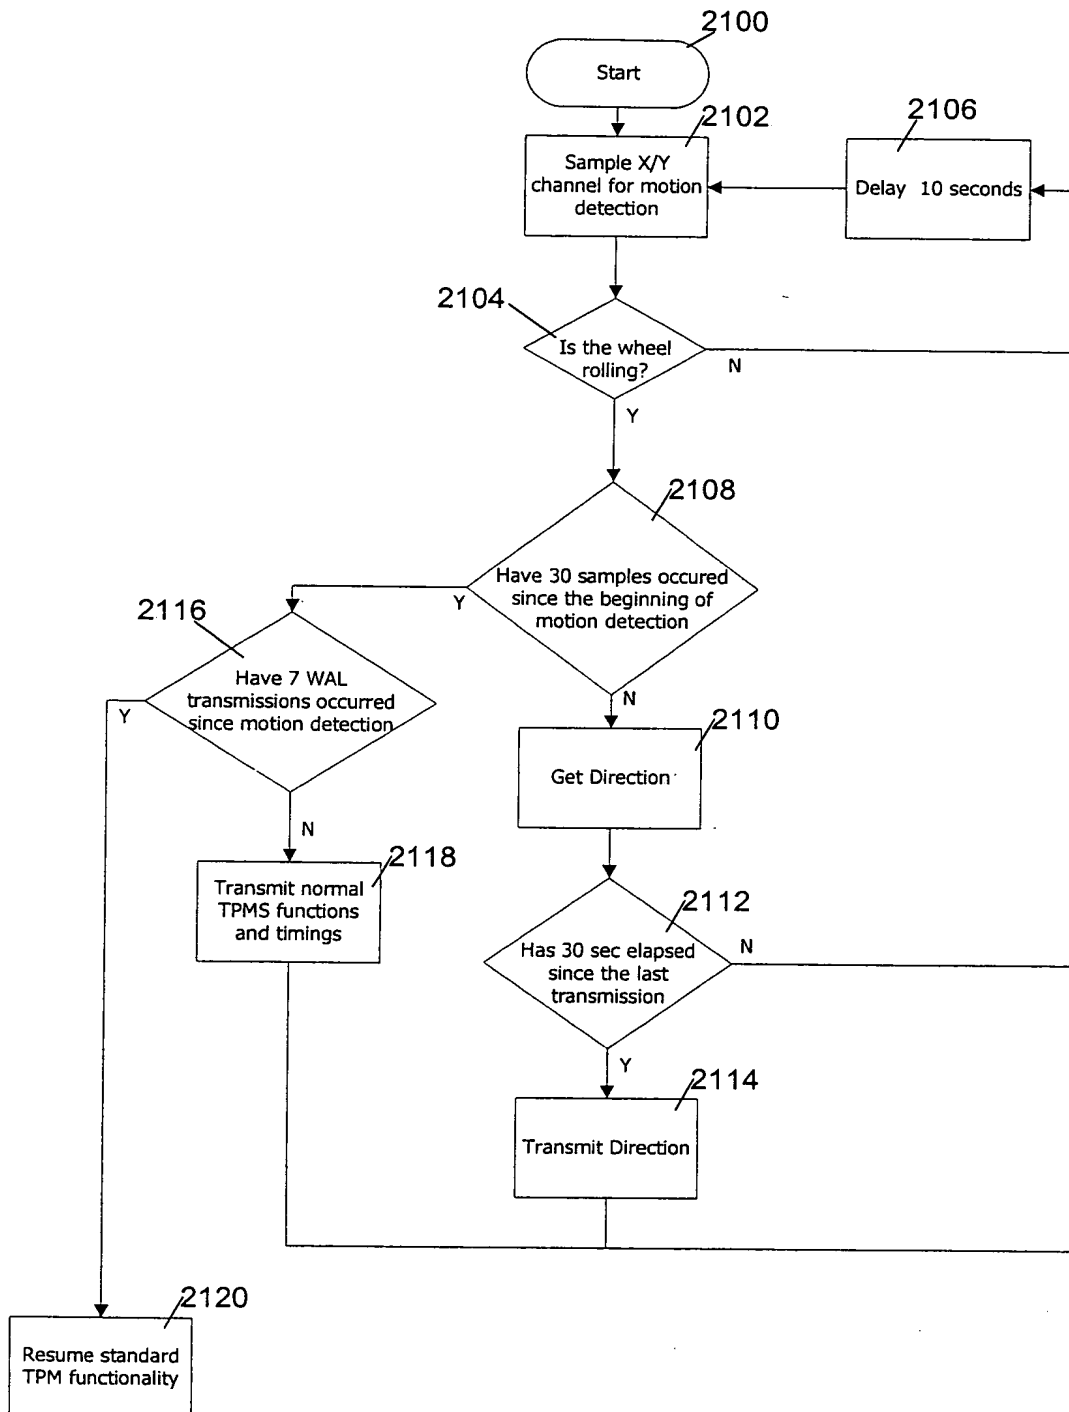 2100
Start
2102
Sample X/Y
channel for motion
detection
2106
Delay 10 seconds
2104
Is the wheel
rolling?
N
Y
2108
Have 30 samples occured
since the beginning of
motion detection
Y
N
2116
Have 7 WAL
transmissions occurred
since motion detection
Y
N
2110
Get Direction
2118
Transmit normal
TPMS functions
and timings
2112
Has 30 sec elapsed
since the last
transmission
N
Y
2114
Transmit Direction
2120
Resume standard
TPM functionality